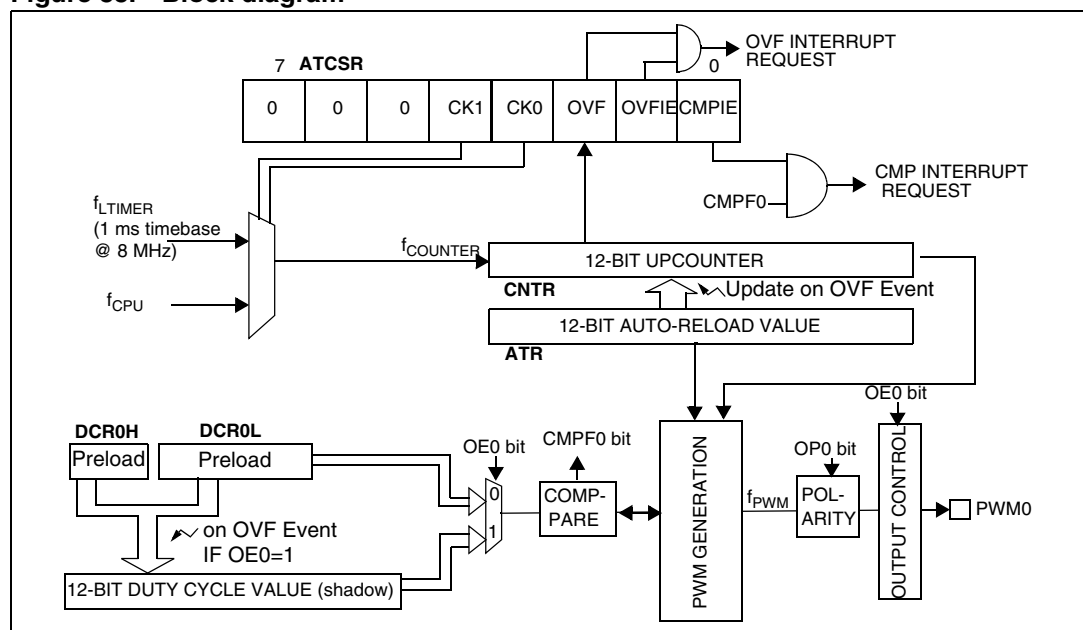 Block diagram
7 ATCSR 0
OVF INTERRUPT
REQUEST
0 0 0 CK1 CK0 OVF OVFIE CMPIE
CMP INTERRUPT
REQUEST
CMPF0
fLTIMER
(1 ms timebase
@ 8 MHz)
fCOUNTER
12-BIT UPCOUNTER
CNTR
Update on OVF Event
fCPU
12-BIT AUTO-RELOAD VALUE
ATR
OE0 bit
DCR0H DCR0L
Preload Preload
OE0 bit
CMPF0 bit
0
1
COMP-
PARE
PWM GENERATION
fPWM
OP0 bit
POL-
ARITY
OUTPUT CONTROL
PWM0
on OVF Event
IF OE0=1
12-BIT DUTY CYCLE VALUE (shadow)